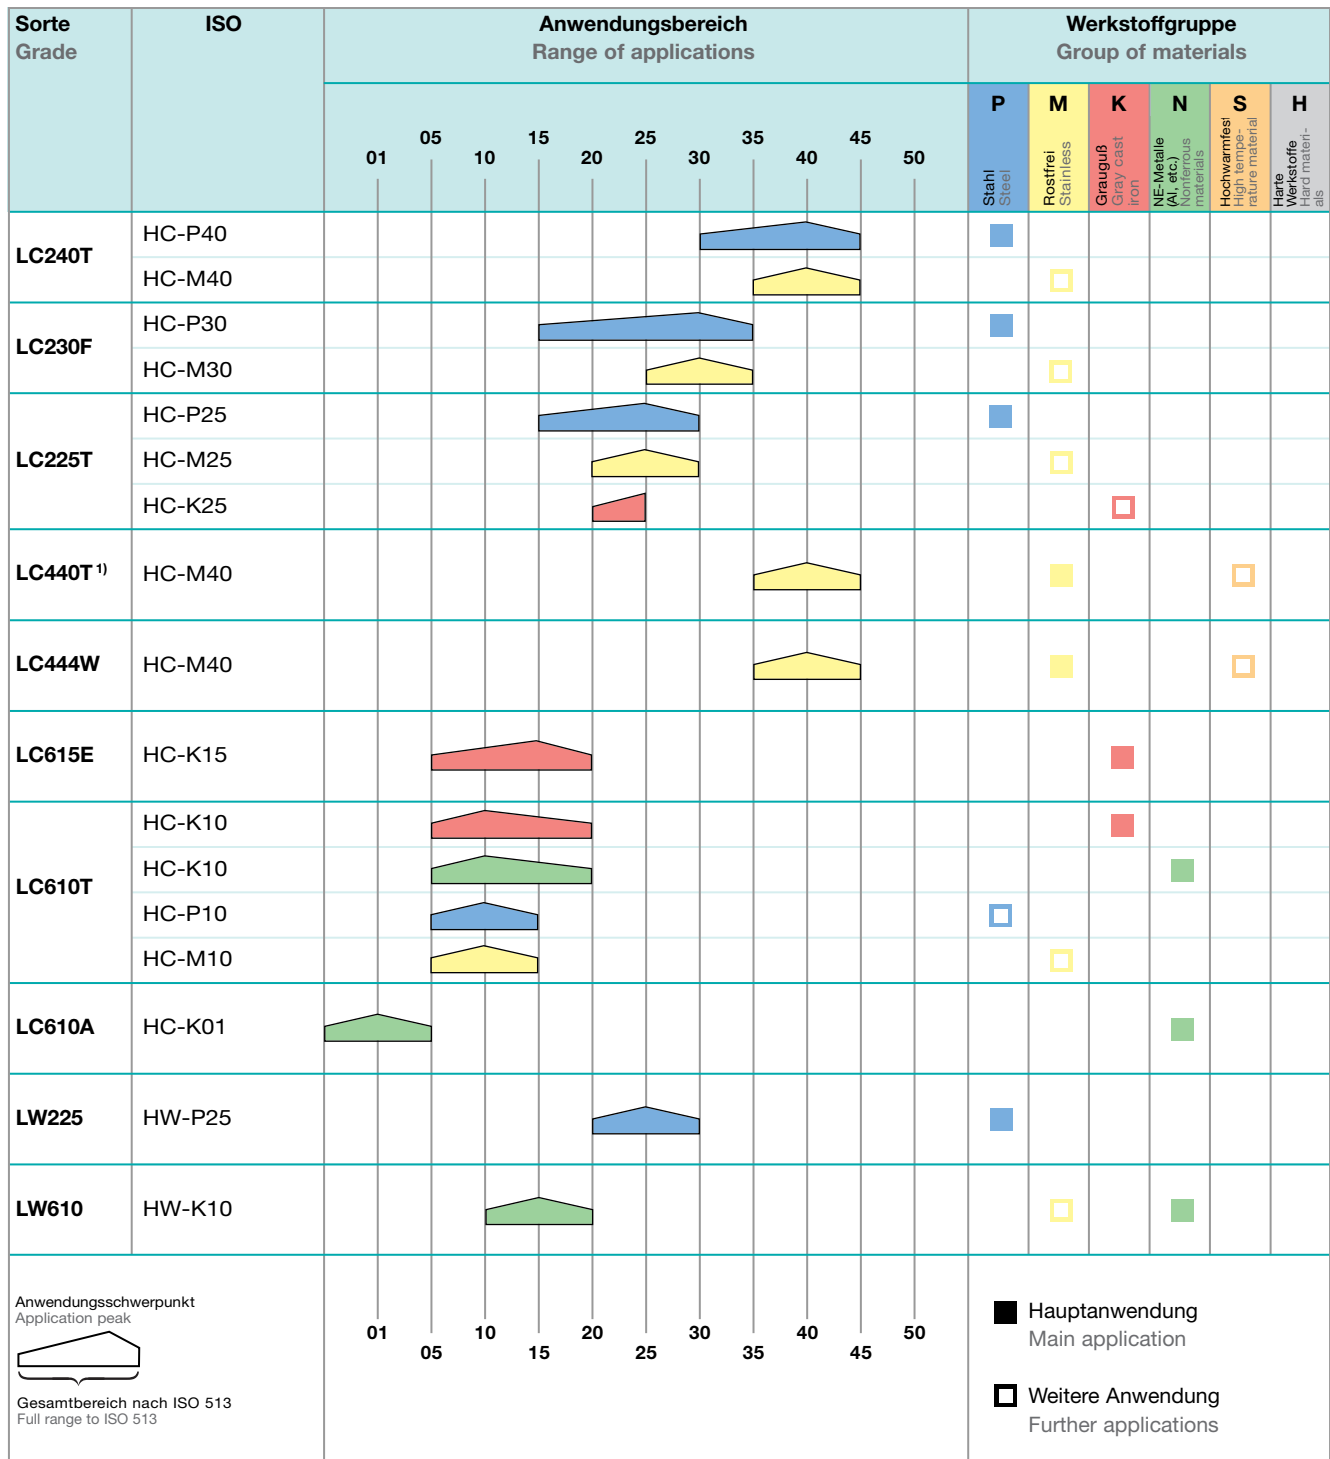 Sorte
Grade
ISO
Anwendungsbereich
Range of applications
Werkstoffgruppe
Group of materials
05 15 25 35 45
01 10 20 30 40 50
P
Stahl
Steel
M
Rostfrei
Stainless
K
Grauguß
Gray cast
iron
N
NE-Metalle
(Al, etc.)
Nonferrous
materials
S
Hochwarmfest
High tempe-
rature material
H
Harte
Werkstoffe
Hard materi-
als
LC240T
HC-P40
HC-M40
LC230F
HC-P30
HC-M30
LC225T
HC-P25
HC-M25
HC-K25
LC440T 1)
HC-M40
LC444W
HC-M40
LC615E
HC-K15
LC610T
HC-K10
HC-K10
HC-P10
HC-M10
LC610A
HC-K01
LW225
HW-P25
LW610
HW-K10
Anwendungsschwerpunkt
Application peak
Gesamtbereich nach ISO 513
Full range to ISO 513
01 10 20 30 40 50
05 15 25 35 45
Hauptanwendung
Main application
Weitere Anwendung
Further applications